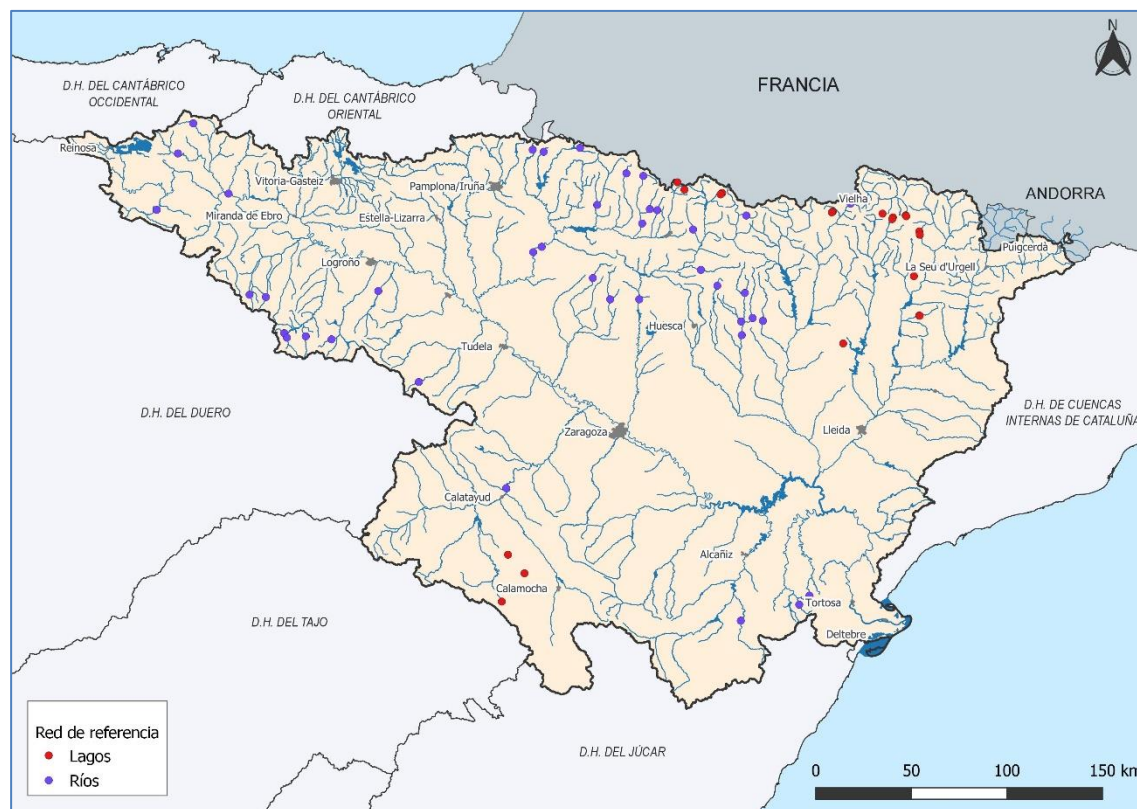 N
D.H. DEL CANTÁBRICO
OCCIDENTAL
D.H. DEL CANTÁBRICO
ORIENTAL
FRANCIA
Reinosa
Vitoria-Gasteiz
Pamplona/Iruña
Vielha
ANDORRA
Miranda de Ebro
Estella-Lizarra
Puigcerdà
Logroño
La Seu d'Urgell
Huesca
Tudela
D.H. DEL DUERO
D.H. DE CUENCAS
INTERNAS DE CATALUÑA
Zaragoza
Lleida
Calatayud
Alcañiz
Calamocha
Tortosa
D.H. DEL TAJO
Deltebre
D.H. DEL JÚCAR
Red de referencia
Lagos
Ríos
0 50 100 150 km